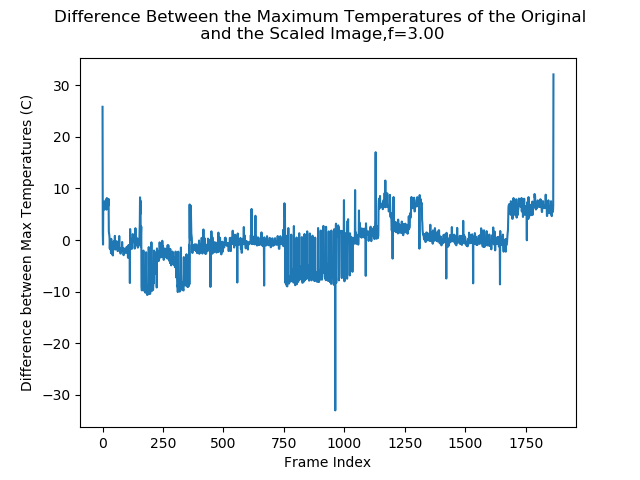 Difference Between the Maximum Temperatures of the Original
and the Scaled Image,f=3.00
30
20
10
0
−10
−20
−30
Difference between Max Temperatures (C)
0 250 500 750 1000 1250 1500 1750
Frame Index